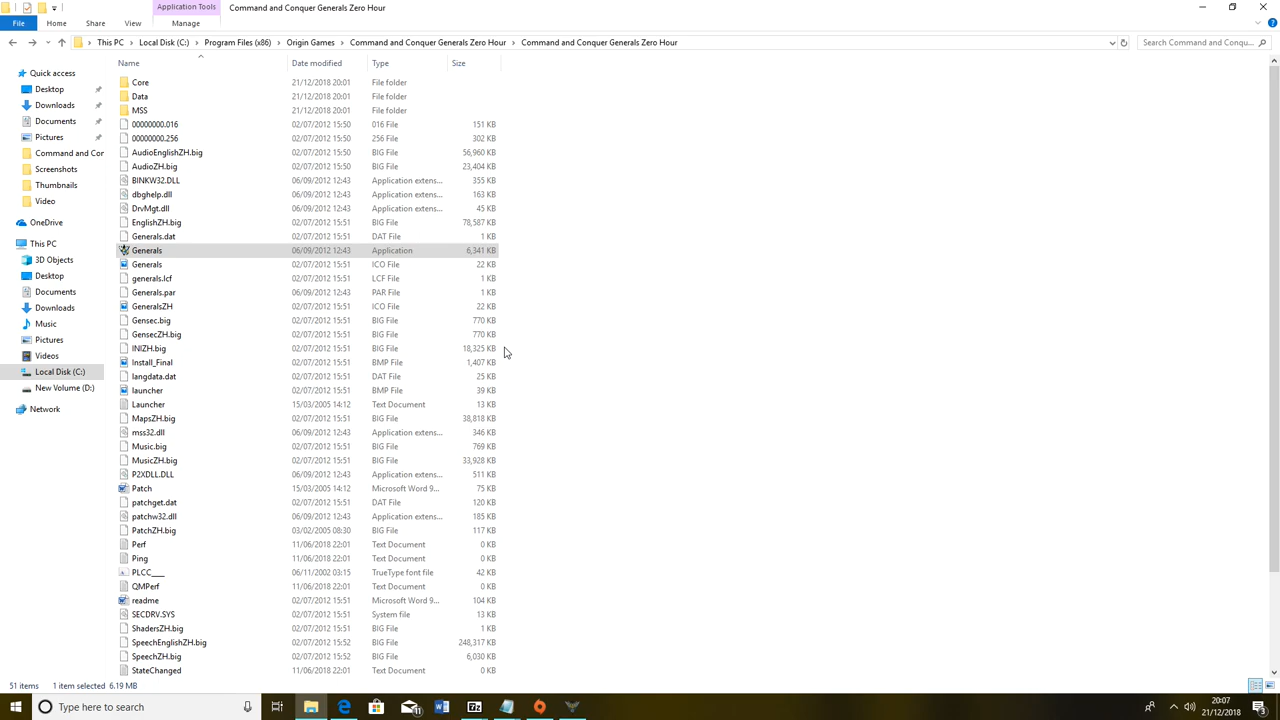 Application Tools
Command and Conquer Generals Zero Hour
File
Home
Share
View
Manage
This PC
Local Disk (C:)
Program Files (x86)
Origin Games
Command and Conquer Generals Zero Hour
Command and Conquer Generals Zero Hour
Search Command and Conqu...
Name
Date modified
Type
Size
Quick access
Desktop
Downloads
Documents
Pictures
Command and Cor
Screenshots
Thumbnails
Video
OneDrive
This PC
3D Objects
Desktop
Documents
Downloads
Music
Pictures
Videos
Local Disk (C:)
New Volume (D:)
Network
Core 21/12/2018 20:01 File folder
Data 21/12/2018 20:01 File folder
MSS 21/12/2018 20:01 File folder
00000000.016 02/07/2012 15:50 016 File 151 KB
00000000.256 02/07/2012 15:50 256 File 302 KB
AudioEnglishZH.big 02/07/2012 15:50 BIG File 56,960 KB
AudioZH.big 02/07/2012 15:50 BIG File 23,404 KB
BINKW32.DLL 06/09/2012 12:43 Application extens... 355 KB
dbghelp.dll 06/09/2012 12:43 Application extens... 163 KB
DrvMgt.dll 06/09/2012 12:43 Application extens... 45 KB
EnglishZH.big 02/07/2012 15:51 BIG File 78,587 KB
Generals.dat 02/07/2012 15:51 DAT File 1 KB
Generals 06/09/2012 12:43 Application 6,341 KB
Generals 02/07/2012 15:51 ICO File 22 KB
generals.lcf 02/07/2012 15:51 LCF File 1 KB
Generals.par 06/09/2012 12:43 PAR File 1 KB
GeneralsZH 02/07/2012 15:51 ICO File 22 KB
Gensec.big 02/07/2012 15:51 BIG File 770 KB
GensecZH.big 02/07/2012 15:51 BIG File 770 KB
INIZH.big 02/07/2012 15:51 BIG File 18,325 KB
Install_Final 02/07/2012 15:51 BMP File 1,407 KB
langdata.dat 02/07/2012 15:51 DAT File 25 KB
launcher 02/07/2012 15:51 BMP File 39 KB
Launcher 15/03/2005 14:12 Text Document 13 KB
MapsZH.big 02/07/2012 15:51 BIG File 38,818 KB
mss32.dll 06/09/2012 12:43 Application extens... 346 KB
Music.big 02/07/2012 15:51 BIG File 769 KB
MusicZH.big 02/07/2012 15:51 BIG File 33,928 KB
P2XDLL.DLL 06/09/2012 12:43 Application extens... 511 KB
Patch 15/03/2005 14:12 Microsoft Word 9... 75 KB
patchget.dat 02/07/2012 15:51 DAT File 120 KB
patchw32.dll 06/09/2012 12:43 Application extens... 185 KB
PatchZH.big 03/02/2005 08:30 BIG File 117 KB
Perf 11/06/2018 22:01 Text Document 0 KB
Ping 11/06/2018 22:01 Text Document 0 KB
PLCC____ 06/11/2002 03:15 TrueType font file 42 KB
QMPerf 11/06/2018 22:01 Text Document 0 KB
readme 02/07/2012 15:51 Microsoft Word 9... 104 KB
SECDRV.SYS 02/07/2012 15:51 System file 13 KB
ShadersZH.big 02/07/2012 15:51 BIG File 1 KB
SpeechEnglishZH.big 02/07/2012 15:52 BIG File 248,317 KB
SpeechZH.big 02/07/2012 15:52 BIG File 6,030 KB
StateChanged 11/06/2018 22:01 Text Document 0 KB
51 items
1 item selected 6.19 MB
Type here to search
11
20:07
21/12/2018
3